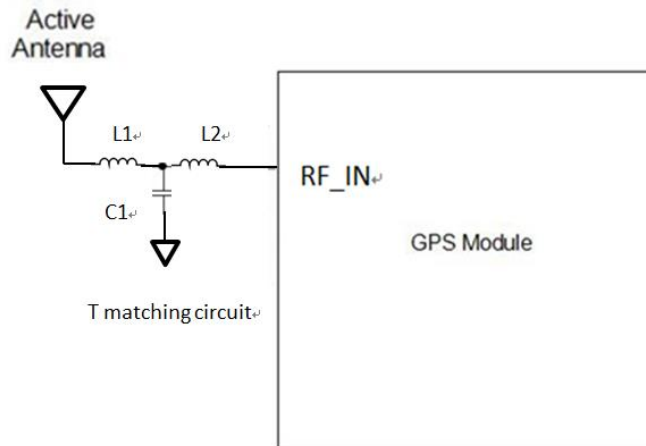 Active
Antenna
L1↵
L2↵
C1↵
RF_IN↵
GPS Module
T matching circuit↵